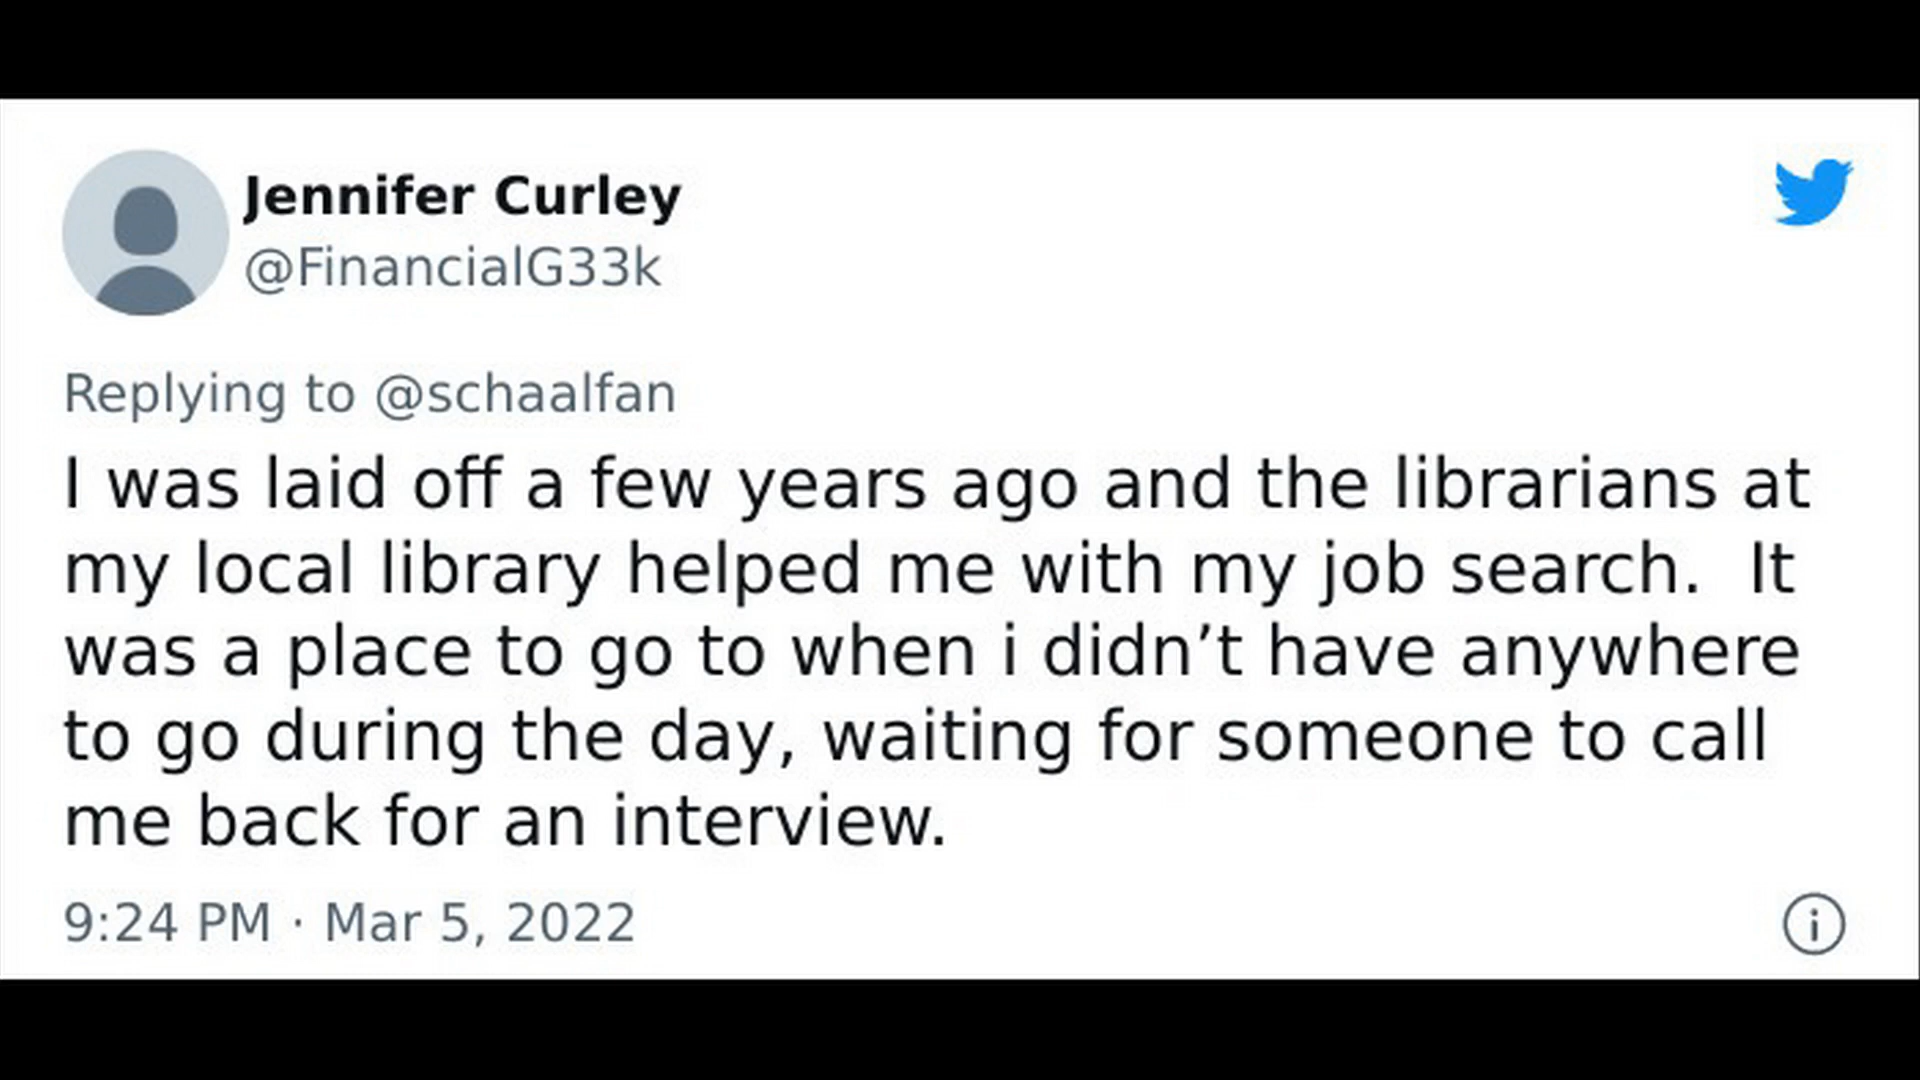 Jennifer Curley
@FinancialG33k
Replying to @schaalfan
I was laid off a few years ago and the librarians at
my local library helped me with my job search.  It
was a place to go to when i didn’t have anywhere
to go during the day, waiting for someone to call
me back for an interview.
9:24 PM · Mar 5, 2022